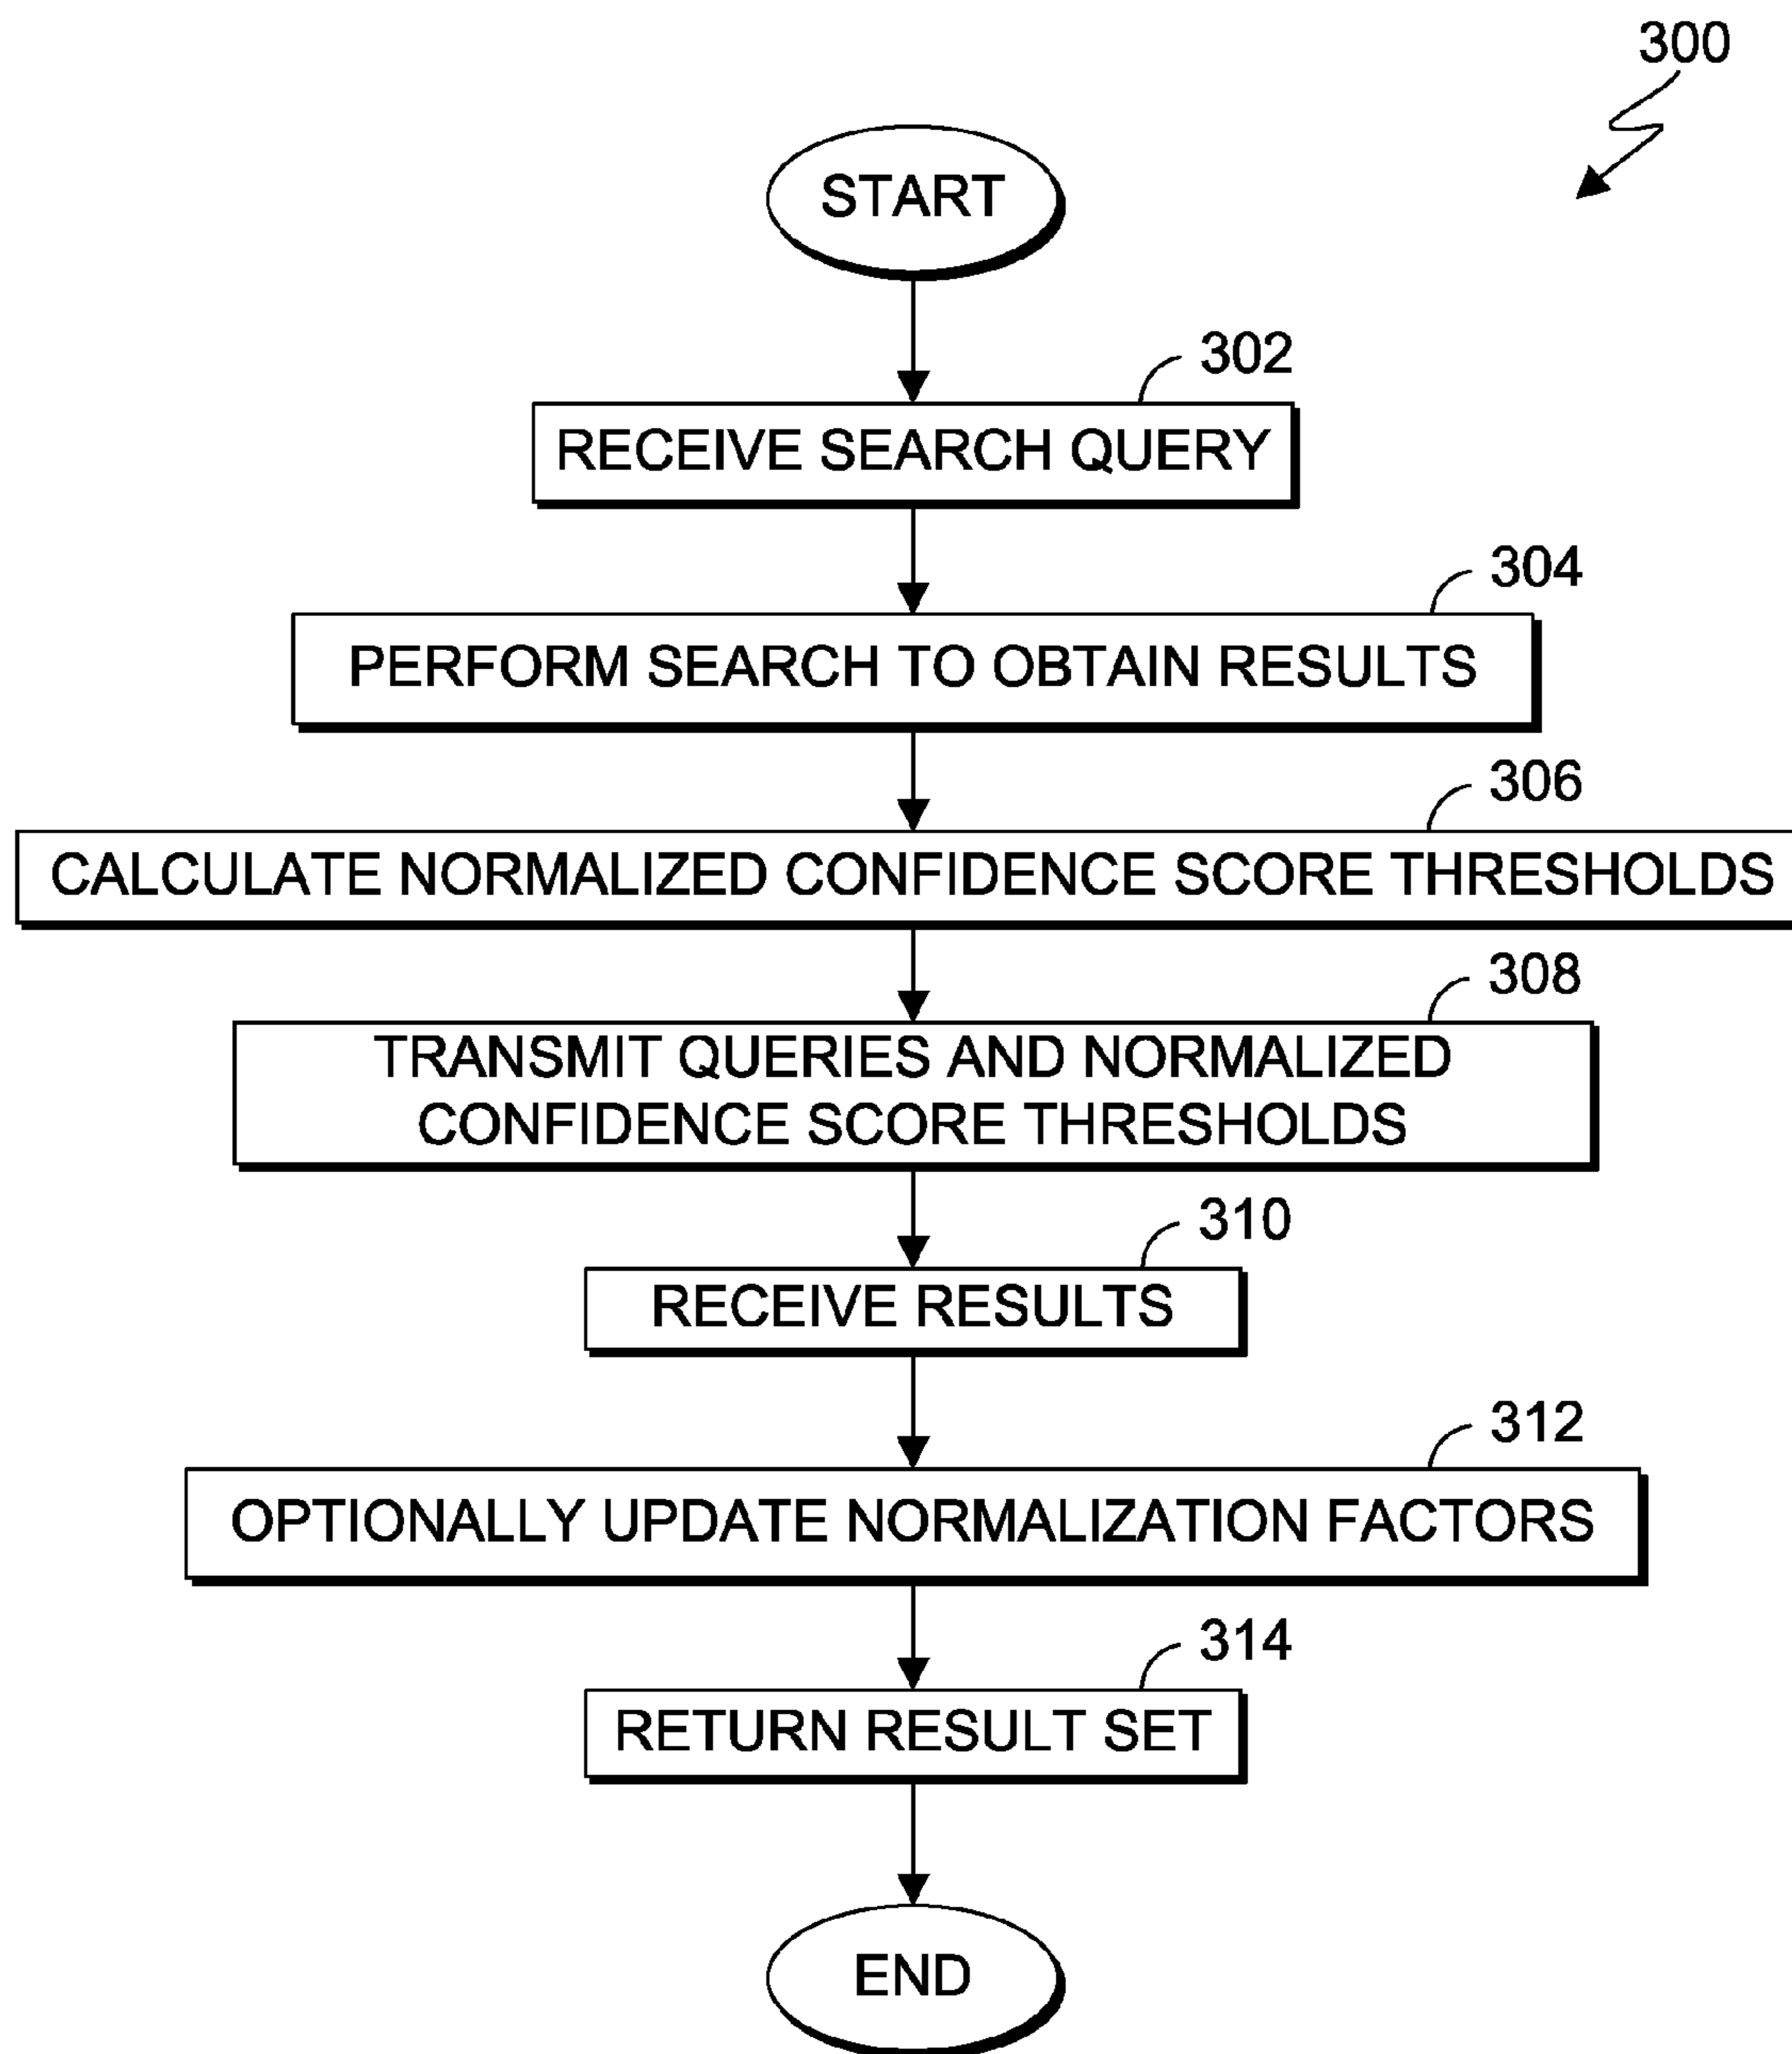 300
START
302
RECEIVE SEARCH QUERY
304
PERFORM SEARCH TO OBTAIN RESULTS
306
CALCULATE NORMALIZED CONFIDENCE SCORE THRESHOLDS
308
TRANSMIT QUERIES AND NORMALIZED
CONFIDENCE SCORE THRESHOLDS
310
RECEIVE RESULTS
312
OPTIONALLY UPDATE NORMALIZATION FACTORS
314
RETURN RESULT SET
END